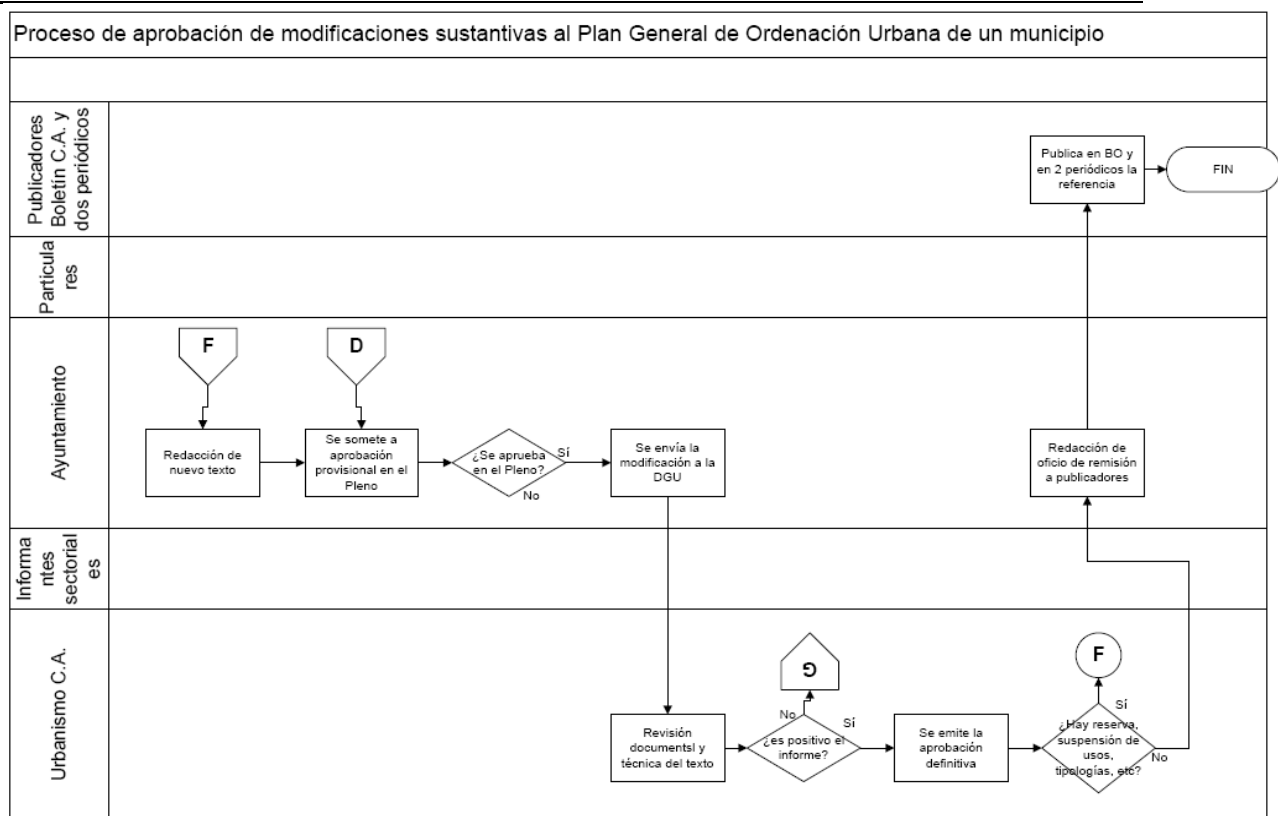 Proceso de aprobación de modificaciones sustantivas al Plan General de Ordenación Urbana de un municipio
Publicadores
Boletín C.A. y
dos periódicos
Publica en BO y
en 2 periódicos la
referencia
FIN
Particula
res
Ayuntamiento
F
D
Redacción de
nuevo texto
Se somete a
aprobación
provisional en el
Pleno
¿Se aprueba
en el Pleno?
Sí
No
Se envía la
modificación a la
DGU
Redacción de
oficio de remisión
a publicadores
Informa
ntes
sectorial
es
Urbanismo C.A.
Revisión
documentsl y
técnica del texto
G
No
Sí
¿es positivo el
informe?
Se emite la
aprobación
definitiva
F
Sí
¿Hay reserva,
suspensión de
usos,
tipologías, etc?
No